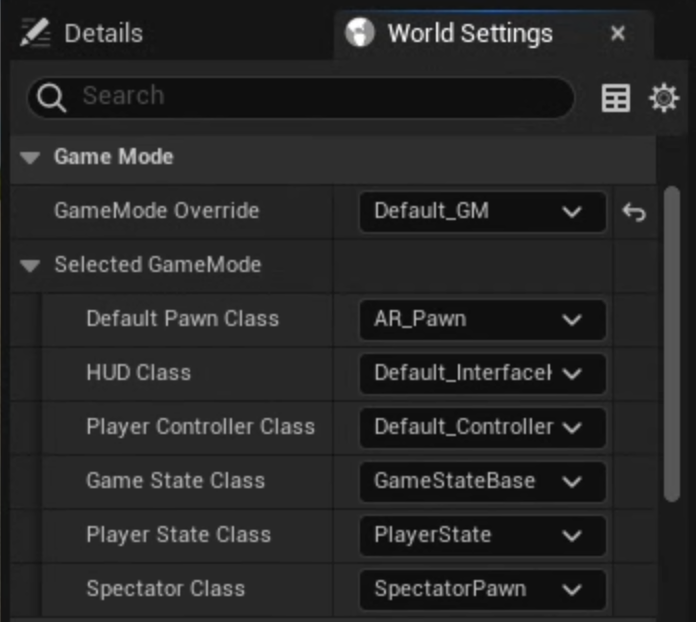 Details
World Settings
Search
Game Mode
GameMode Override Default_GM
Selected GameMode
Default Pawn Class AR_Pawn
HUD Class Default_Interface
Player Controller Class Default_Controller
Game State Class GameStateBase
Player State Class PlayerState
Spectator Class SpectatorPawn